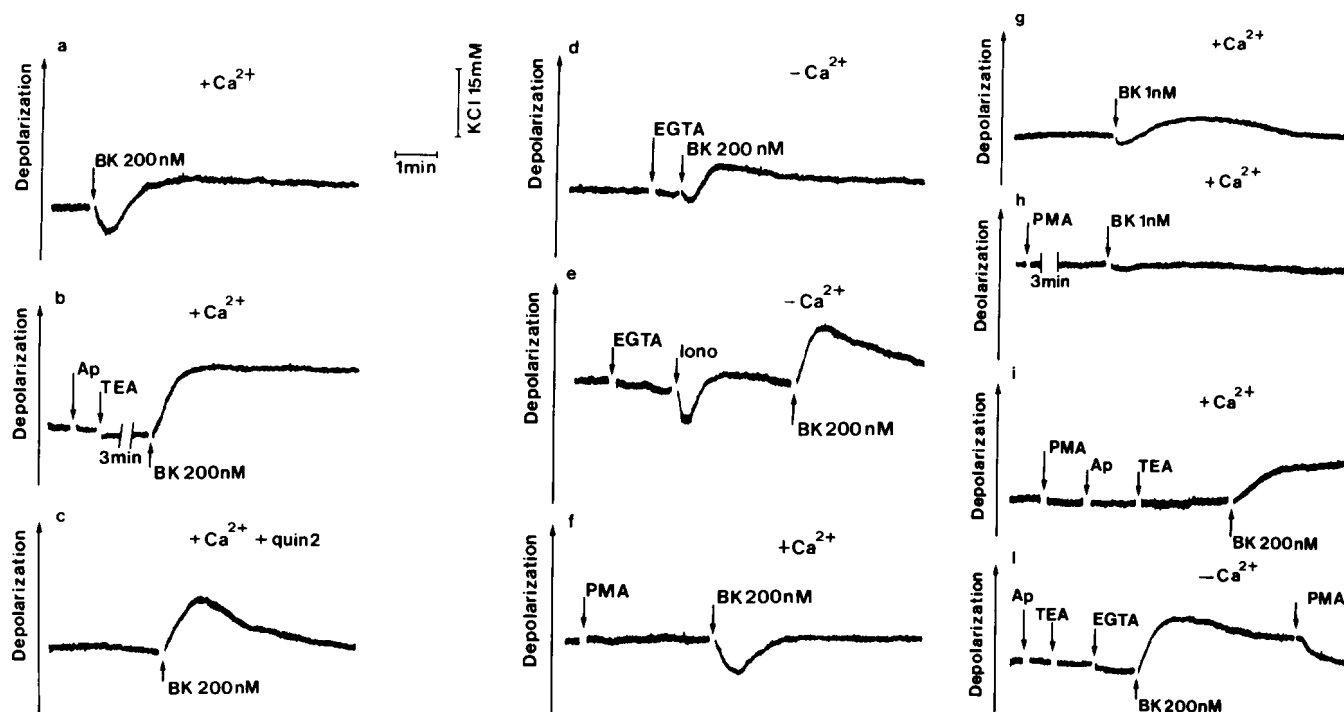 a
+Ca2+
Depolarization
BK 200 nM
KCl 15mM
1min
b
+Ca2+
Depolarization
Ap
TEA
3min
BK 200nM
c
+Ca2+ +quin2
Depolarization
BK 200nM
d
-Ca2+
Depolarization
EGTA
BK 200 nM
e
-Ca2+
Depolarization
EGTA
Iono
BK 200 nM
f
+Ca2+
Depolarization
PMA
BK 200nM
g
+Ca2+
Depolarization
BK 1nM
h
+Ca2+
Deolarization
PMA
BK 1nM
3min
i
+Ca2+
Depolarization
PMA
Ap
TEA
BK 200nM
l
-Ca2+
Depolarization
Ap
TEA
EGTA
PMA
BK 200nM